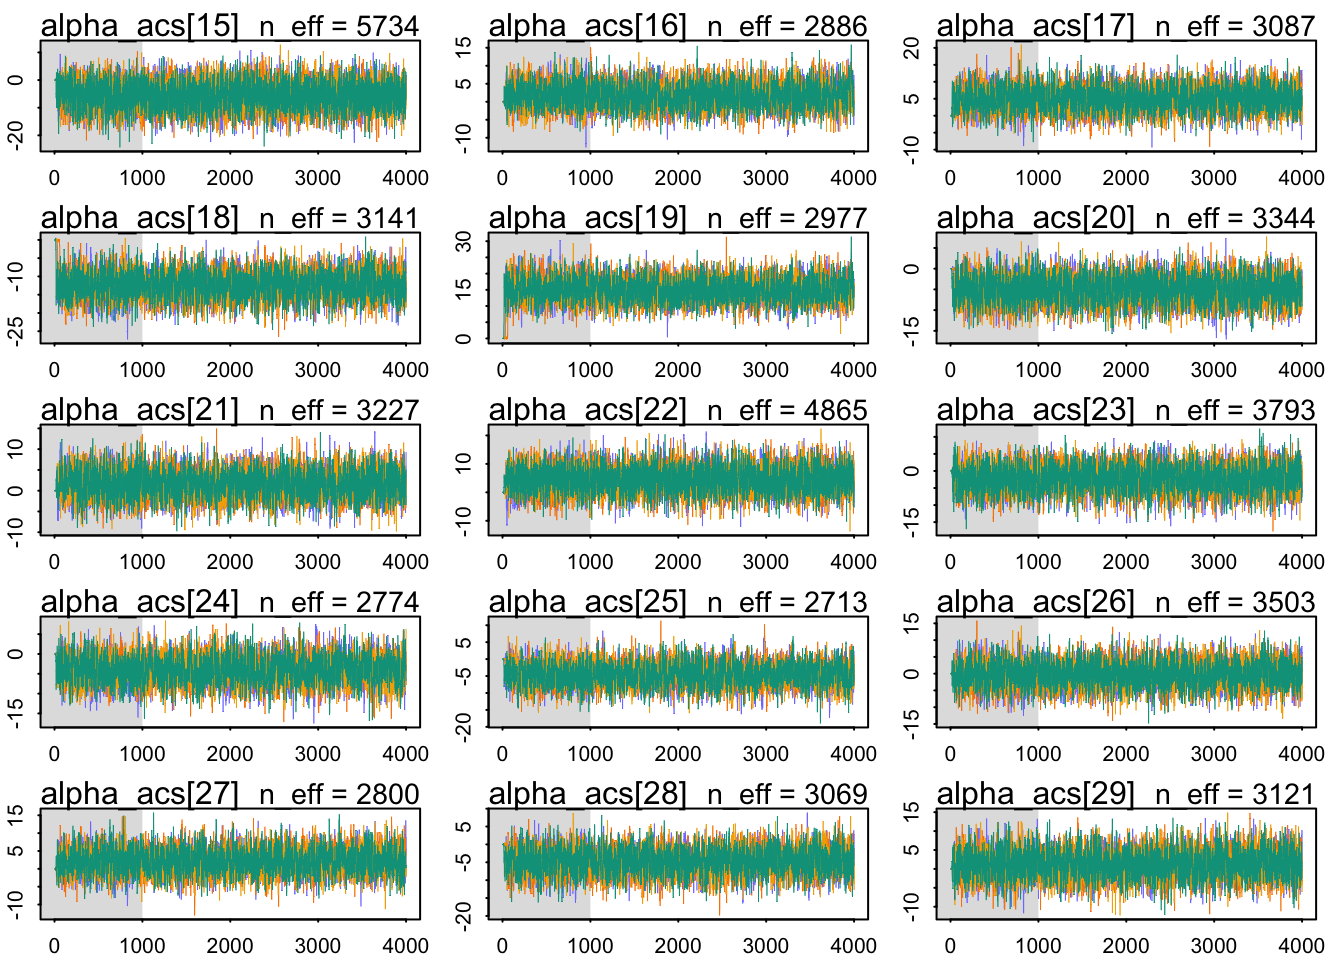 alpha_acs[15] n_eff = 5734 alpha_acs[16] n_eff = 2886 alpha_acs[17] n_eff = 3087
0 -20 15 5 -10 20 5 -10
0 1000 2000 3000 4000 0 1000 2000 3000 4000 0 1000 2000 3000 4000
alpha_acs[18] n_eff = 3141 alpha_acs[19] n_eff = 2977 alpha_acs[20] n_eff = 3344
-10 -25 30 15 0 0 -15
0 1000 2000 3000 4000 0 1000 2000 3000 4000 0 1000 2000 3000 4000
alpha_acs[21] n_eff = 3227 alpha_acs[22] n_eff = 4865 alpha_acs[23] n_eff = 3793
10 0 -10 10 -10 0 -15
0 1000 2000 3000 4000 0 1000 2000 3000 4000 0 1000 2000 3000 4000
alpha_acs[24] n_eff = 2774 alpha_acs[25] n_eff = 2713 alpha_acs[26] n_eff = 3503
0 -15 5 -5 -20 15 0 -15
0 1000 2000 3000 4000 0 1000 2000 3000 4000 0 1000 2000 3000 4000
alpha_acs[27] n_eff = 2800 alpha_acs[28] n_eff = 3069 alpha_acs[29] n_eff = 3121
15 5 -10 5 -5 -20 15 5 -10
0 1000 2000 3000 4000 0 1000 2000 3000 4000 0 1000 2000 3000 4000